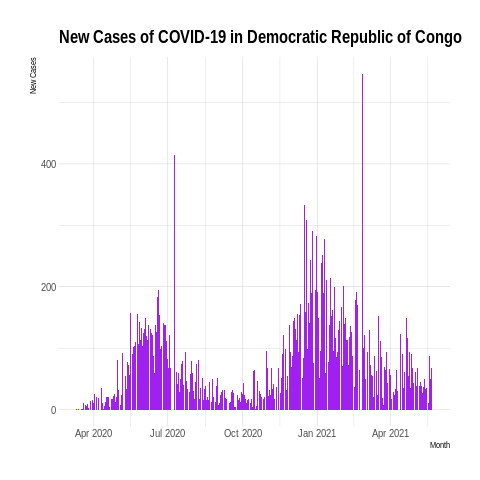 New Cases of COVID-19 in Democratic Republic of Congo
New Cases
400
200
0
Apr 2020
Jul 2020
Oct 2020
Jan 2021
Apr 2021
Month